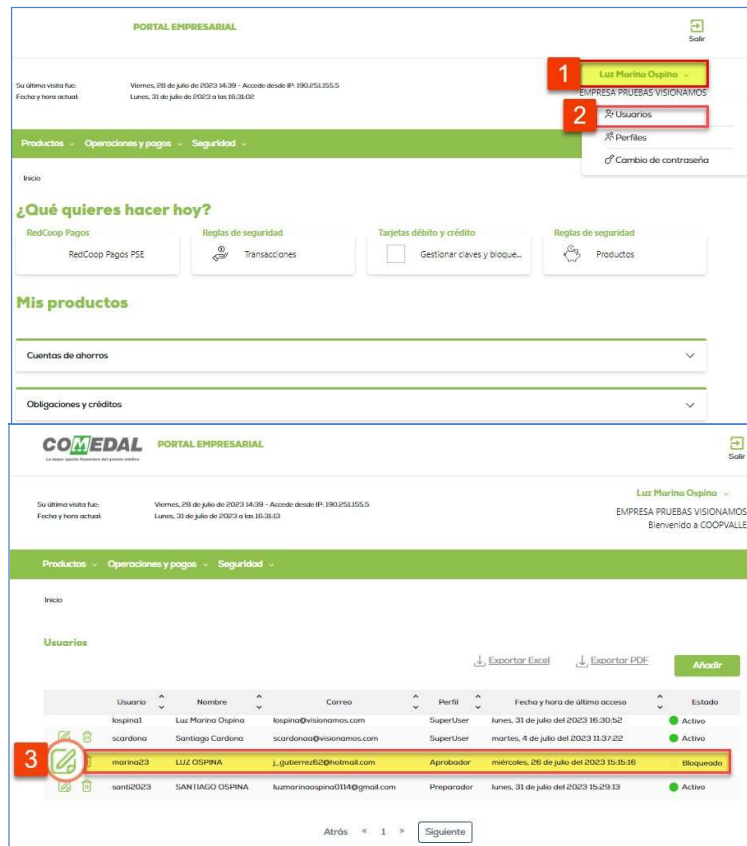 PORTAL EMPRESARIAL
Salir
1
Luz Marina Ospina
Su última visita fue: Viernes, 28 de julio de 2023 14:39 - Accede desde IP: 190.251.155.5
EMPRESA PRUEBAS VISIONAMOS
Fecha y hora actual: Lunes, 31 de julio de 2023 a las 16:31:02
2
Usuarios
Productos Operaciones y pagos Seguridad
Perfiles
Cambio de contraseña
Inicio
¿Qué quieres hacer hoy?
RedCoop Pagos Reglas de seguridad Tarjetas débito y crédito Reglas de seguridad
RedCoop Pagos PSE Transacciones Gestionar claves y bloque... Productos
Mis productos
Cuentas de ahorros
Obligaciones y créditos
COMEDAL PORTAL EMPRESARIAL
La mejor opción financiera del gremio médico
Salir
Luz Marina Ospina
Su última visita fue: Viernes, 28 de julio de 2023 14:39 - Accede desde IP: 190.251.155.5
EMPRESA PRUEBAS VISIONAMOS
Fecha y hora actual: Lunes, 31 de julio de 2023 a las 16:31:13
Bienvenido a COOPVALLE
Productos Operaciones y pagos Seguridad
Inicio
Usuarios
Exportar Excel Exportar PDF Añadir
Usuario Nombre Correo Perfil Fecha y hora de último acceso Estado
lospina1 Luz Marina Ospina lospina@visionamos.com SuperUser lunes, 31 de julio del 2023 16:30:52 Activo
scardona Santiago Cardona scardonaa@visionamos.com SuperUser martes, 4 de julio del 2023 11:37:22 Activo
3 marina23 LUZ OSPINA j_gutierrez62@hotmail.com Aprobador miércoles, 26 de julio del 2023 15:15:16 Bloqueado
santi2023 SANTIAGO OSPINA luzmarinaospina0114@gmail.com Preparador lunes, 31 de julio del 2023 15:29:13 Activo
Atrás « 1 » Siguiente